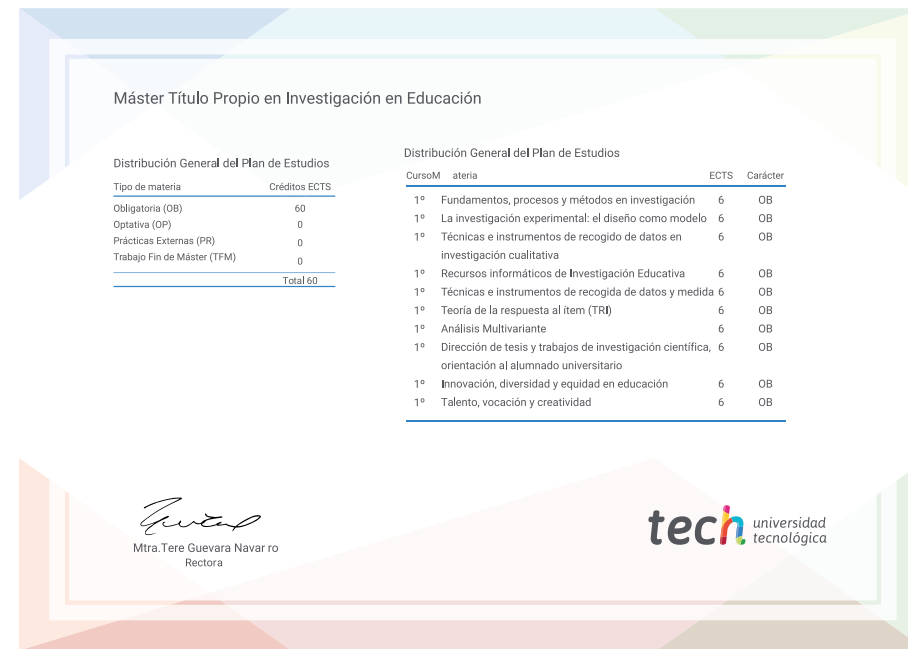 Máster Título Propio en Investigación en Educación
Distribución General del Plan de Estudios
Tipo de materia Créditos ECTS
Obligatoria (OB) 60
Optativa (OP) 0
Prácticas Externas (PR) 0
Trabajo Fin de Máster (TFM) 0
Total 60
Distribución General del Plan de Estudios
CursoM ateria ECTS Carácter
1º Fundamentos, procesos y métodos en investigación 6 OB
1º La investigación experimental: el diseño como modelo 6 OB
1º Técnicas e instrumentos de recogido de datos en 6 OB
investigación cualitativa
1º Recursos informáticos de Investigación Educativa 6 OB
1º Técnicas e instrumentos de recogida de datos y medida 6 OB
1º Teoría de la respuesta al ítem (TRI) 6 OB
1º Análisis Multivariante 6 OB
1º Dirección de tesis y trabajos de investigación científica, 6 OB
orientación al alumnado universitario
1º Innovación, diversidad y equidad en educación 6 OB
1º Talento, vocación y creatividad 6 OB
Mtra.Tere Guevara Navar ro
Rectora
tech universidad
tecnológica